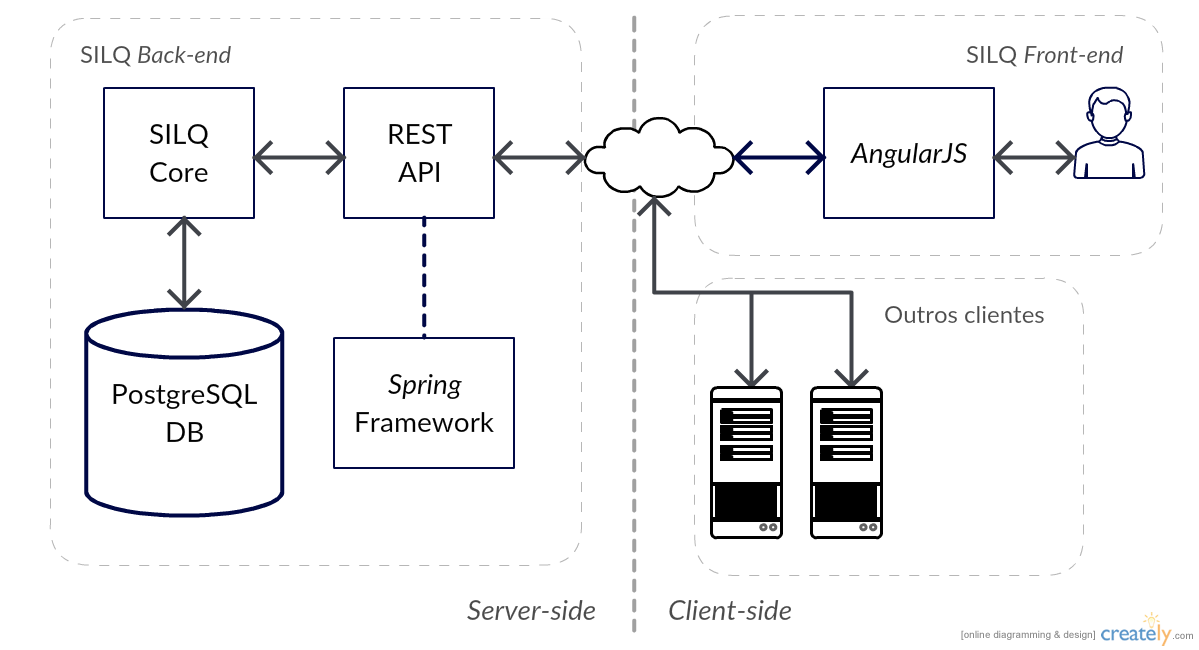 SILQ Back-end
SILQ
Core
REST
API
PostgreSQL
DB
Spring
Framework
SILQ Front-end
AngularJS
Outros clientes
Server-side
Client-side
[online diagramming & design] creately.com